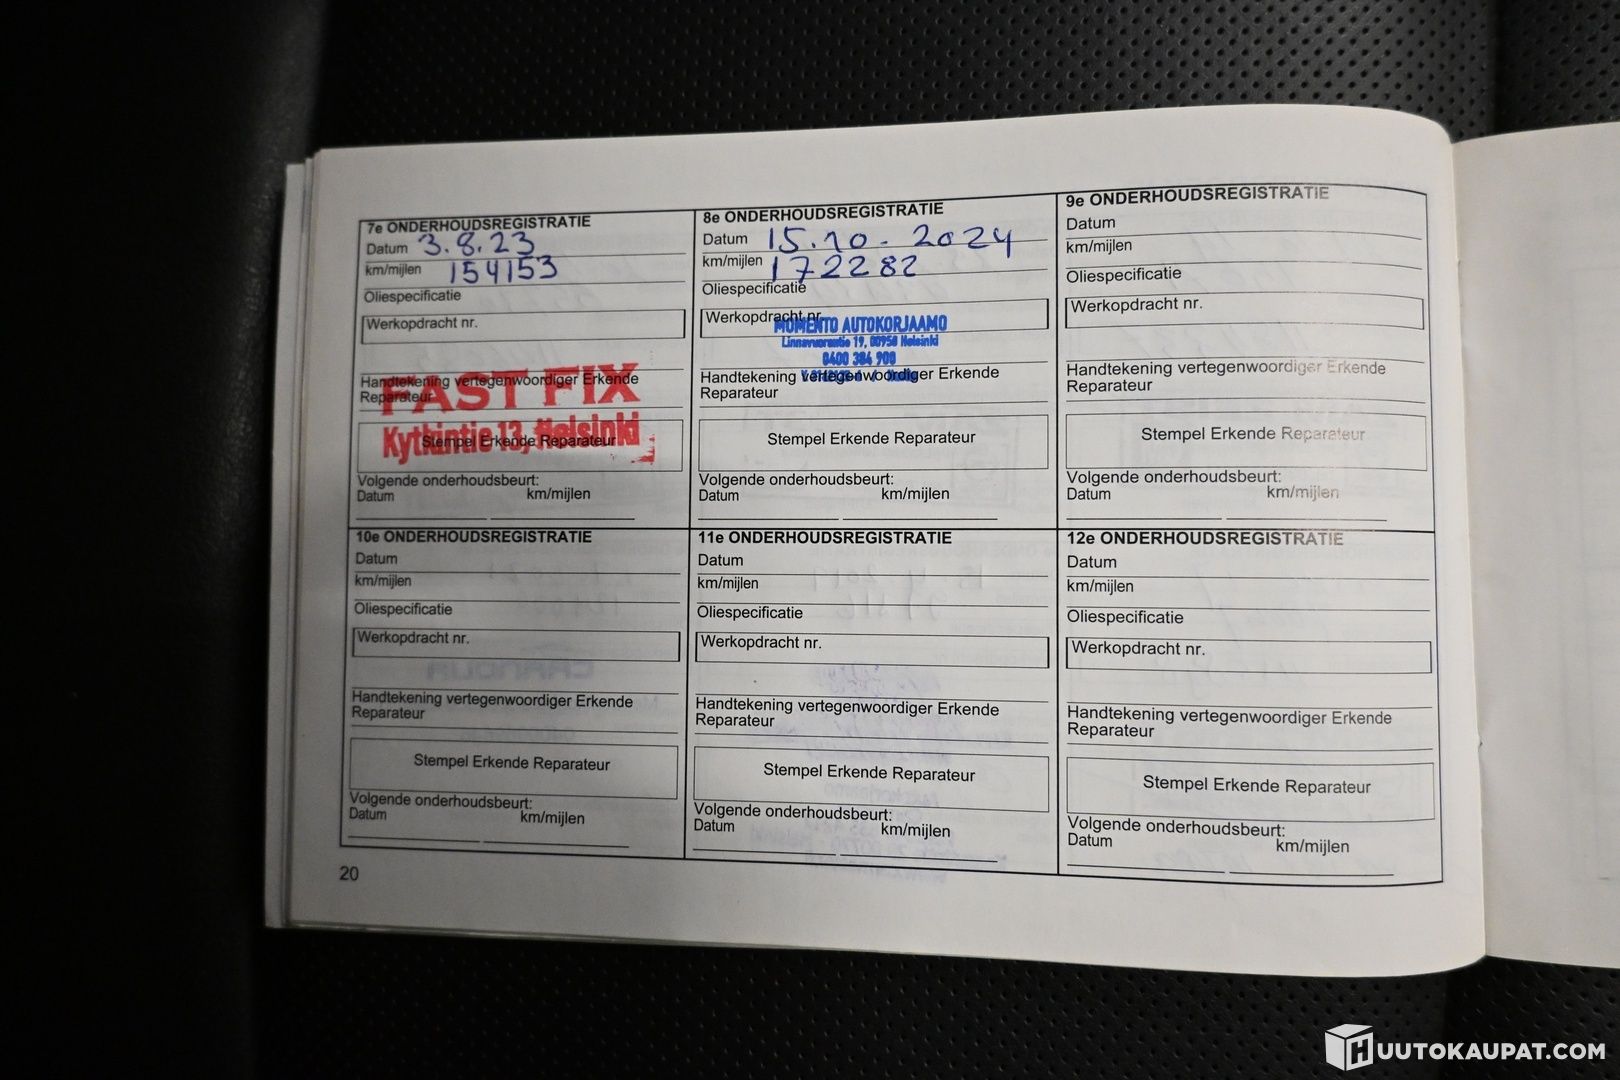 7e ONDERHOUDSREGISTRATIE
Datum 3.8.23
km/mijlen 154153
Oliespecificatie
Werkopdracht nr.
Handtekening vertegenwoordiger Erkende
Reparateur
FAST FIX
Kytkintie 13, Helsinki
Stempel Erkende Reparateur
Volgende onderhoudsbeurt:
Datum km/mijlen
8e ONDERHOUDSREGISTRATIE
Datum 15.10.2024
km/mijlen 172282
Oliespecificatie
Werkopdracht nr.
MOMENTO AUTOKORJAAMO
Linnavuorentie 19, 00950 Helsinki
0400 384 900
Handtekening vertegenwoordiger Erkende
Reparateur
Stempel Erkende Reparateur
Volgende onderhoudsbeurt:
Datum km/mijlen
9e ONDERHOUDSREGISTRATIE
Datum
km/mijlen
Oliespecificatie
Werkopdracht nr.
Handtekening vertegenwoordiger Erkende
Reparateur
Stempel Erkende Reparateur
Volgende onderhoudsbeurt:
Datum km/mijlen
10e ONDERHOUDSREGISTRATIE
Datum
km/mijlen
Oliespecificatie
Werkopdracht nr.
Handtekening vertegenwoordiger Erkende
Reparateur
Stempel Erkende Reparateur
Volgende onderhoudsbeurt:
Datum km/mijlen
11e ONDERHOUDSREGISTRATIE
Datum
km/mijlen
Oliespecificatie
Werkopdracht nr.
Handtekening vertegenwoordiger Erkende
Reparateur
Stempel Erkende Reparateur
Volgende onderhoudsbeurt:
Datum km/mijlen
12e ONDERHOUDSREGISTRATIE
Datum
km/mijlen
Oliespecificatie
Werkopdracht nr.
Handtekening vertegenwoordiger Erkende
Reparateur
Stempel Erkende Reparateur
Volgende onderhoudsbeurt:
Datum km/mijlen
20
HUUTOKAUPAT.COM